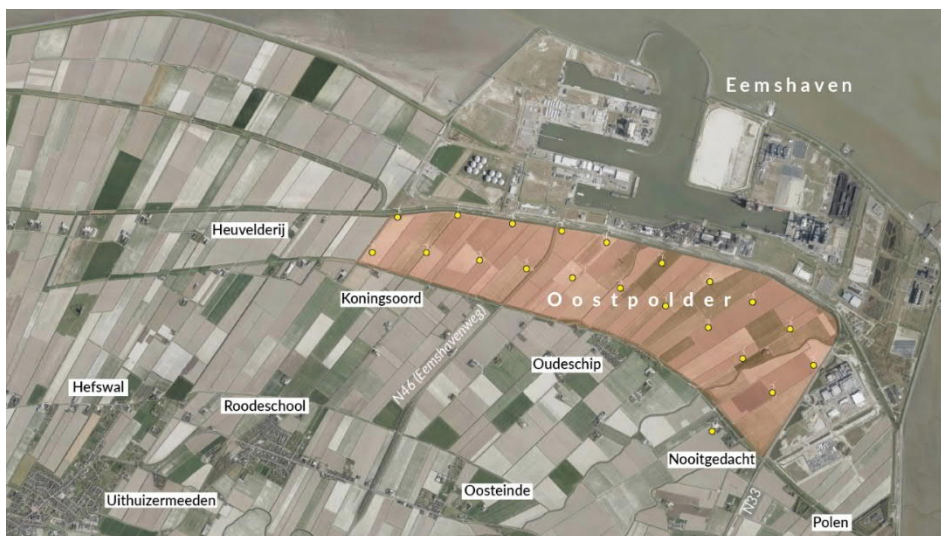 Eemshaven
Heuvelderij
Koningsoord
Oostpolder
N46 (Eemshavenweg)
Oudeschip
Hefswal
Roodeschool
Nooitgedacht
Uithuizermeeden
Oosteinde
N33
Polen